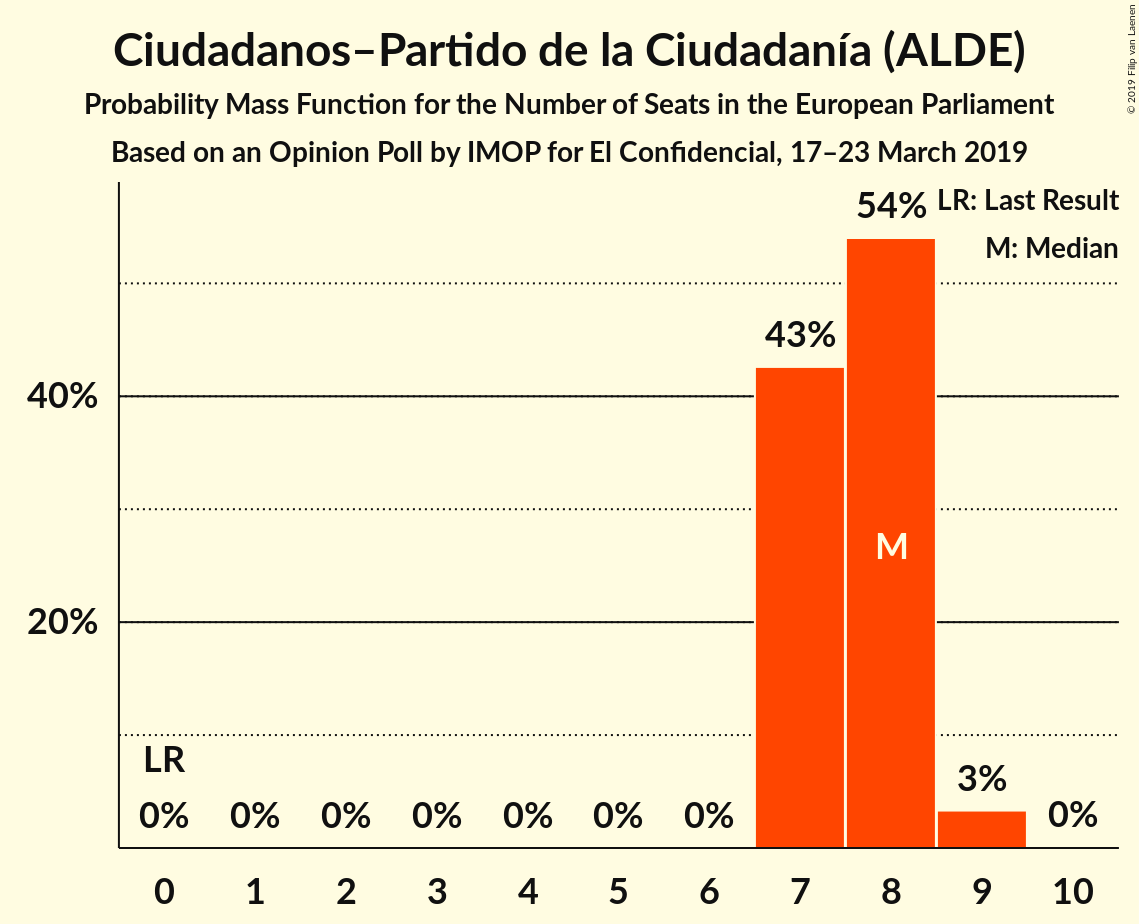 Ciudadanos–Partido de la Ciudadanía (ALDE)
Probability Mass Function for the Number of Seats in the European Parliament
Based on an Opinion Poll by IMOP for El Confidencial, 17–23 March 2019
© 2019 Filip van Laenen
LR: Last Result
M: Median
54%
43%
40%
M
20%
LR
3%
0% 0% 0% 0% 0% 0% 0% 0%
0 1 2 3 4 5 6 7 8 9 10